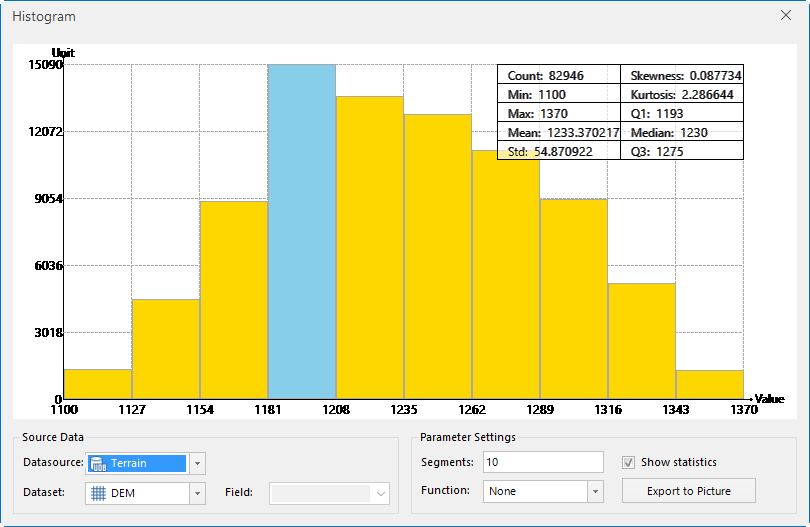 Histogram
Unit
15090
12072
9054
6036
3018
0
Count: 82946 Skewness: 0.087734
Min: 1100 Kurtosis: 2.286644
Max: 1370 Q1: 1193
Mean: 1233.370217 Median: 1230
Std: 54.870922 Q3: 1275
1100 1127 1154 1181 1208 1235 1262 1289 1316 1343 1370 Value
Source Data
Datasource: Terrain
Dataset: DEM Field:
Parameter Settings
Segments: 10 Show statistics
Function: None Export to Picture